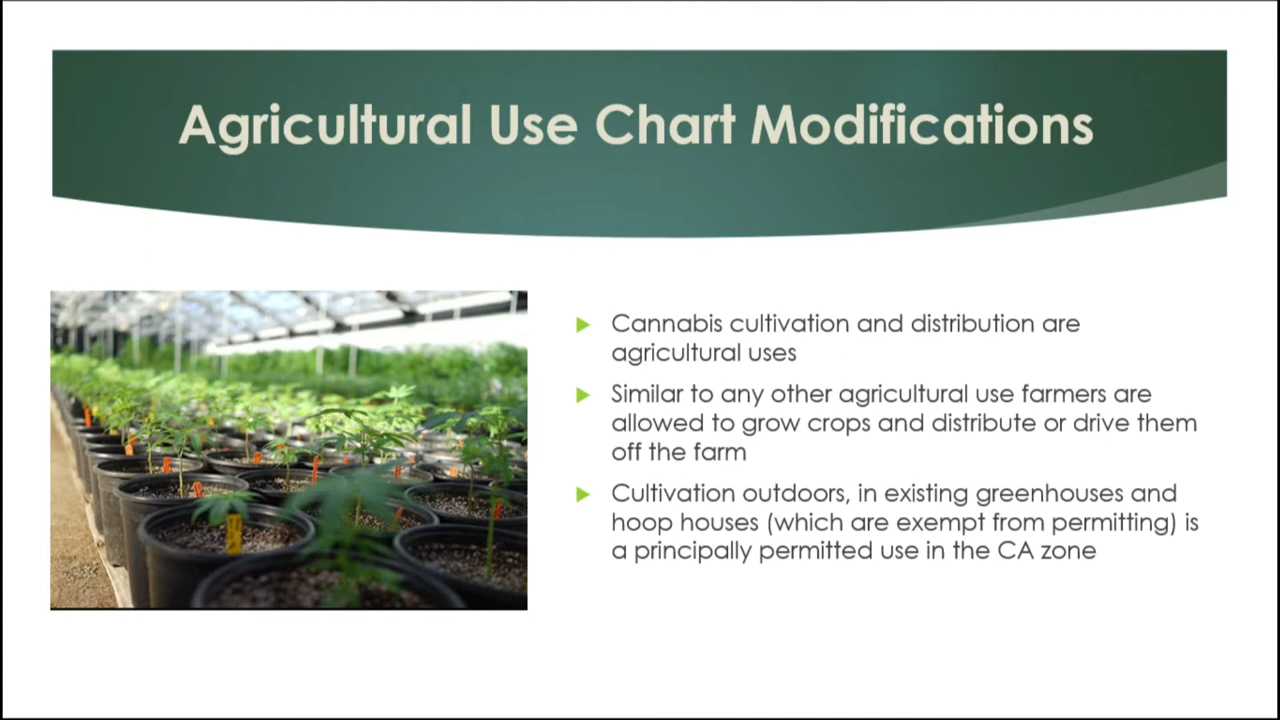 Agricultural Use Chart Modifications
Cannabis cultivation and distribution are
agricultural uses
Similar to any other agricultural use farmers are
allowed to grow crops and distribute or drive them
off the farm
Cultivation outdoors, in existing greenhouses and
hoop houses (which are exempt from permitting) is
a principally permitted use in the CA zone